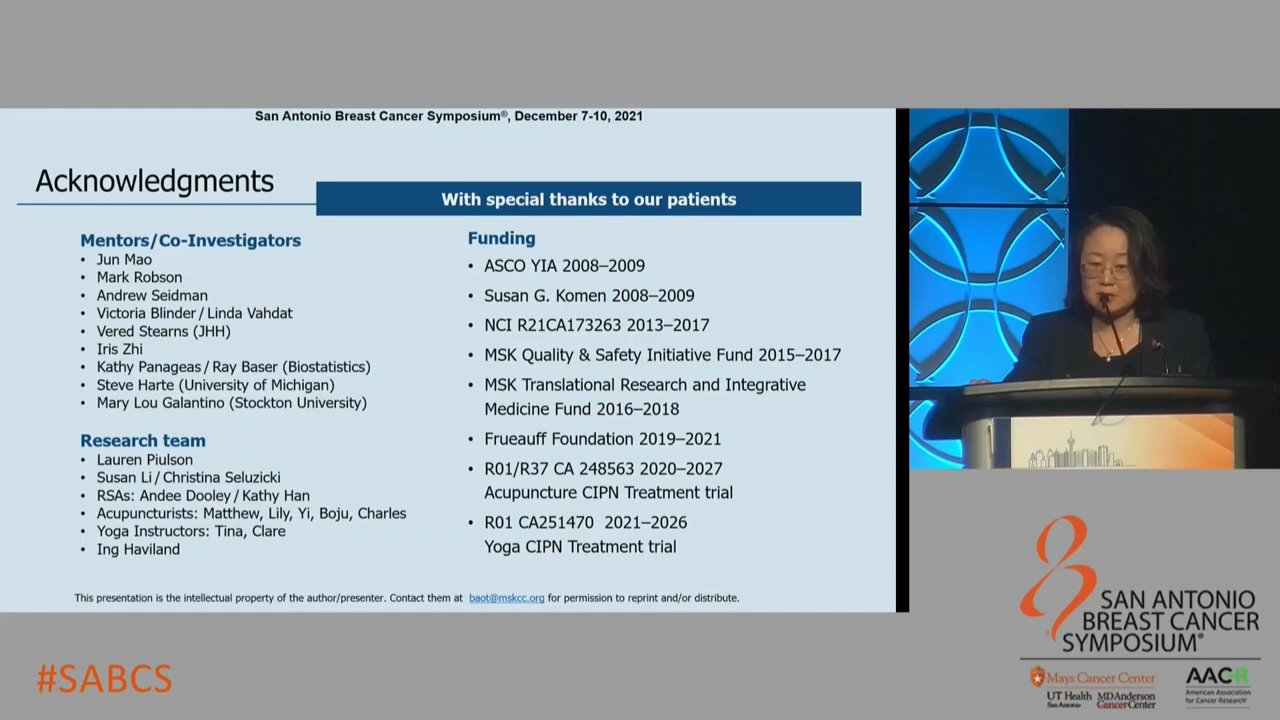 San Antonio Breast Cancer Symposium®, December 7-10, 2021
Acknowledgments
With special thanks to our patients
Mentors/Co-Investigators
• Jun Mao
• Mark Robson
• Andrew Seidman
• Victoria Blinder / Linda Vahdat
• Vered Stearns (JHH)
• Iris Zhi
• Kathy Panageas / Ray Baser (Biostatistics)
• Steve Harte (University of Michigan)
• Mary Lou Galantino (Stockton University)
Research team
• Lauren Piulson
• Susan Li / Christina Seluzicki
• RSAs: Andee Dooley / Kathy Han
• Acupuncturists: Matthew, Lily, Yi, Boju, Charles
• Yoga Instructors: Tina, Clare
• Ing Haviland
Funding
• ASCO YIA 2008–2009
• Susan G. Komen 2008–2009
• NCI R21CA173263 2013–2017
• MSK Quality & Safety Initiative Fund 2015–2017
• MSK Translational Research and Integrative
Medicine Fund 2016–2018
• Frueauff Foundation 2019–2021
• R01/R37 CA 248563 2020–2027
Acupuncture CIPN Treatment trial
• R01 CA251470 2021–2026
Yoga CIPN Treatment trial
This presentation is the intellectual property of the author/presenter. Contact them at baot@mskcc.org for permission to reprint and/or distribute.
#SABCS
SAN ANTONIO
BREAST CANCER
SYMPOSIUM®
Mays Cancer Center
UT Health
San Antonio
MDAnderson
Cancer Center
AACR
American Association
for Cancer Research®